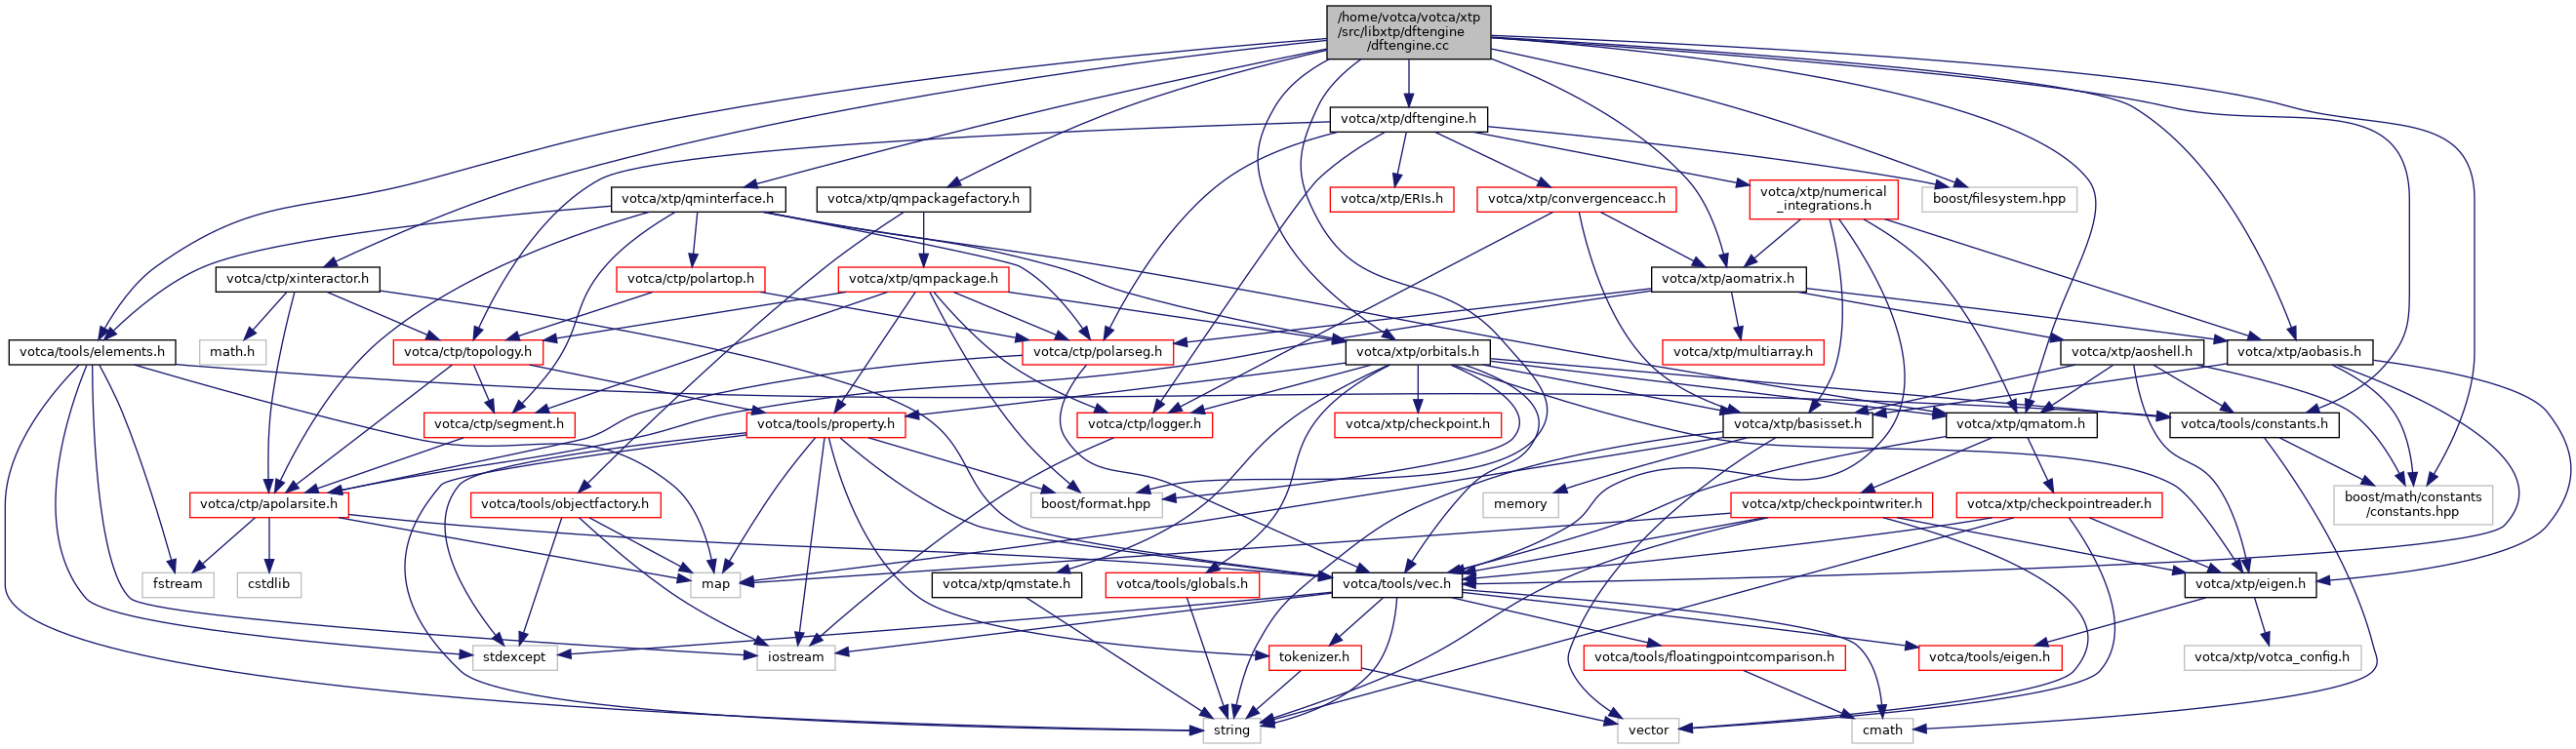 /home/votca/votca/xtp
/src/libxtp/dftengine
/dftengine.cc
votca/xtp/dftengine.h
votca/xtp/qminterface.h
votca/xtp/qmpackagefactory.h
votca/xtp/ERIs.h
votca/xtp/convergenceacc.h
votca/xtp/numerical
_integrations.h
boost/filesystem.hpp
votca/ctp/xinteractor.h
votca/ctp/polartop.h
votca/xtp/qmpackage.h
votca/xtp/aomatrix.h
votca/tools/elements.h
math.h
votca/ctp/topology.h
votca/ctp/polarseg.h
votca/xtp/orbitals.h
votca/xtp/multiarray.h
votca/xtp/aoshell.h
votca/xtp/aobasis.h
votca/ctp/segment.h
votca/tools/property.h
votca/ctp/logger.h
votca/xtp/checkpoint.h
votca/xtp/basisset.h
votca/xtp/qmatom.h
votca/tools/constants.h
votca/ctp/apolarsite.h
votca/tools/objectfactory.h
boost/format.hpp
memory
votca/xtp/checkpointwriter.h
votca/xtp/checkpointreader.h
boost/math/constants
/constants.hpp
fstream
cstdlib
map
votca/xtp/qmstate.h
votca/tools/globals.h
votca/tools/vec.h
votca/xtp/eigen.h
stdexcept
iostream
tokenizer.h
votca/tools/floatingpointcomparison.h
votca/tools/eigen.h
votca/xtp/votca_config.h
string
vector
cmath